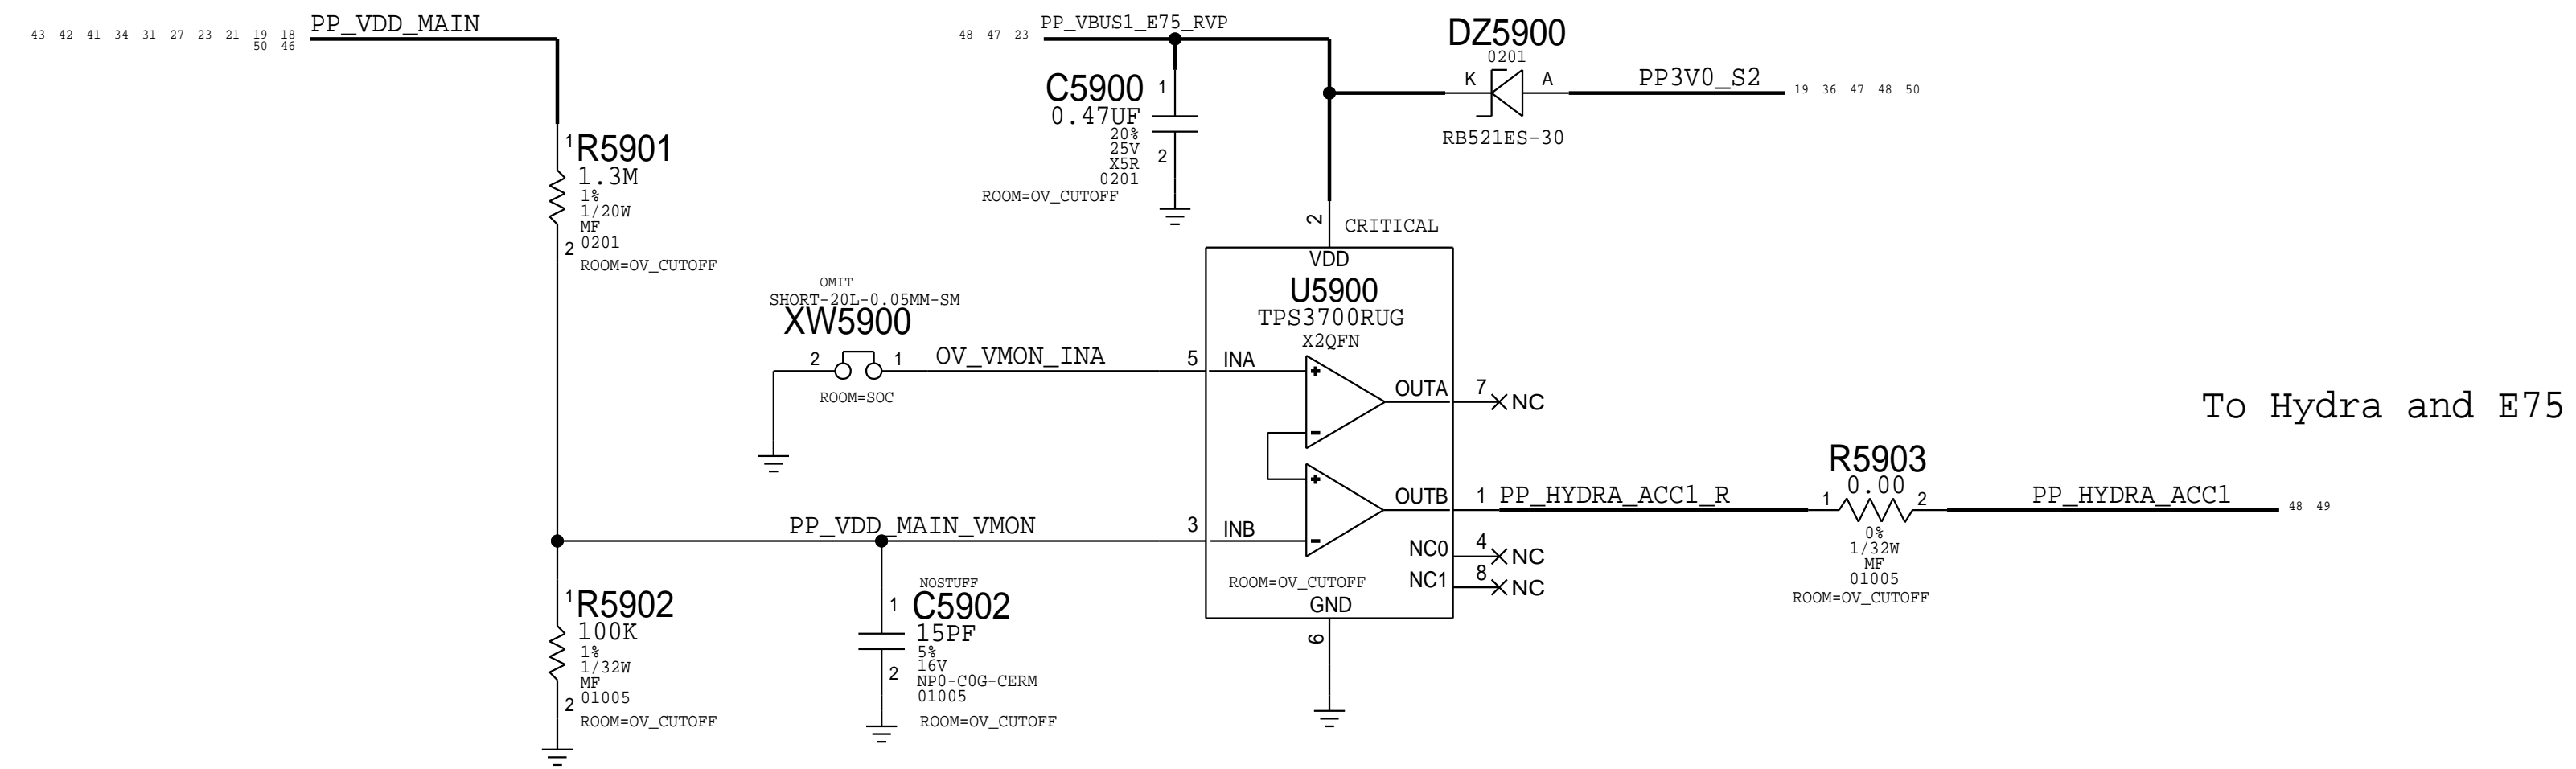 PP_VDD_MAIN
43 42 41 34 31 27 23 21 19 18
50 46
1
R5901
1.3M
1%
1/20W
MF
0201
2
ROOM=OV_CUTOFF
PP_VBUS1_E75_RVP
48 47 23
C5900
1
0.47UF
20%
25V
X5R
0201
2
ROOM=OV_CUTOFF
DZ5900
0201
K
A
RB521ES-30
PP3V0_S2
19 36 47 48 50
2
CRITICAL
VDD
U5900
TPS3700RUG
X2QFN
OMIT
SHORT-20L-0.05MM-SM
XW5900
2
1
OV_VMON_INA
ROOM=SOC
5
INA
+
-
OUTA
7
NC
To Hydra and E75
+
-
OUTB
1
PP_HYDRA_ACC1_R
R5903
0.00
1
2
0%
1/32W
MF
01005
ROOM=OV_CUTOFF
PP_HYDRA_ACC1
48 49
PP_VDD_MAIN_VMON
3
INB
NC0
4
NC
NC1
8
NC
ROOM=OV_CUTOFF
GND
6
1
R5902
100K
1%
1/32W
MF
01005
2
ROOM=OV_CUTOFF
NOSTUFF
1
C5902
15PF
5%
16V
2
NP0-C0G-CERM
01005
ROOM=OV_CUTOFF